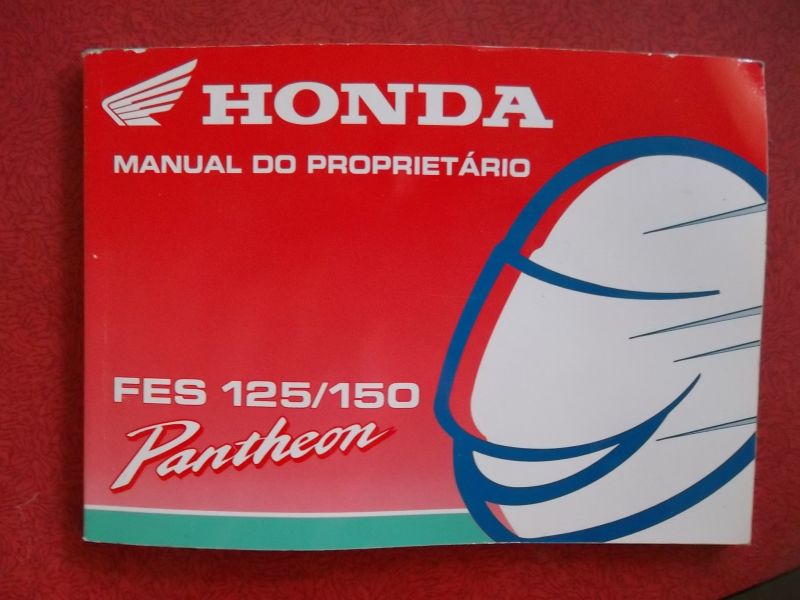 HONDA
MANUAL DO PROPRIETÁRIO
FES 125/150
Pantheon